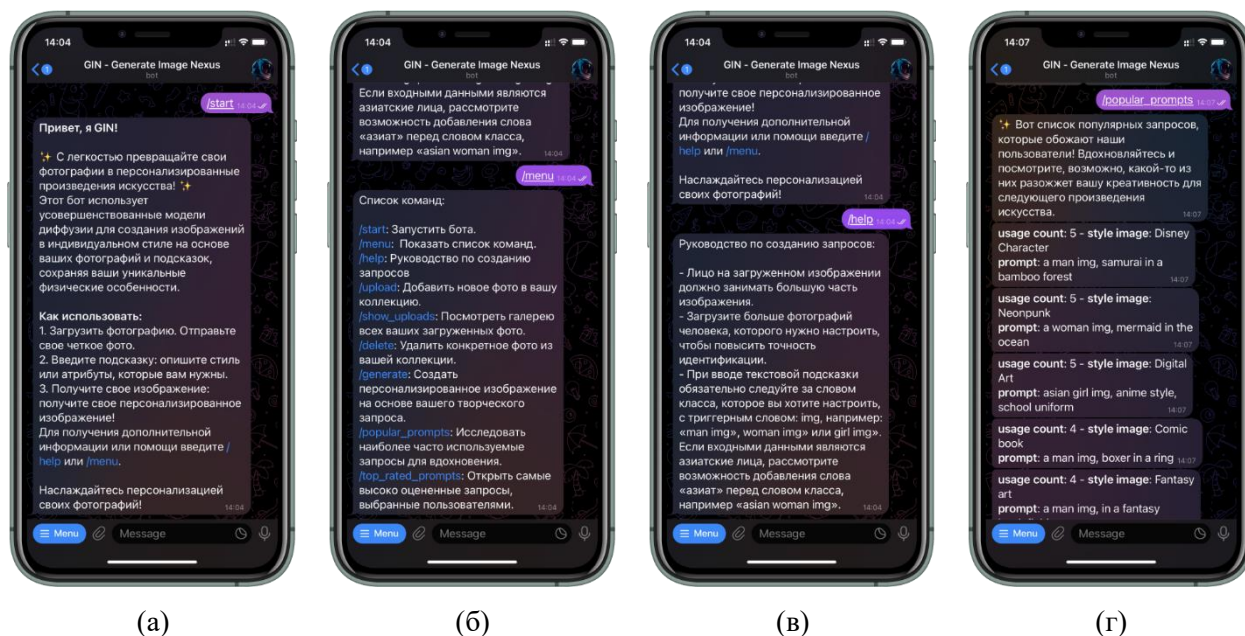 14:04
1
GIN - Generate Image Nexus
bot
/start 14:04
Привет, я GIN!
✨ С легкостью превращайте свои
фотографии в персонализированные
произведения искусства! ✨
Этот бот использует
усовершенствованные модели
диффузии для создания изображений
в индивидуальном стиле на основе
ваших фотографий и подсказок,
сохраняя ваши уникальные
физические особенности.
Как использовать:
1. Загрузить фотографию. Отправьте
свое четкое фото.
2. Введите подсказку: опишите стиль
или атрибуты, которые вам нужны.
3. Получите свое изображение:
получите свое персонализированное
изображение!
Для получения дополнительной
информации или помощи введите /
help или /menu.
Наслаждайтесь персонализацией
своих фотографий! 14:04
Menu Message
(а)
14:04
1
GIN - Generate Image Nexus
bot
Если входными данными являются
азиатские лица, рассмотрите
возможность добавления слова
«азиат» перед словом класса,
например «asian woman img». 14:04
/menu 14:04
Список команд:
/start: Запустить бота.
/menu: Показать список команд.
/help: Руководство по созданию
запросов
/upload: Добавить новое фото в вашу
коллекцию.
/show_uploads: Посмотреть галерею
всех ваших загруженных фото.
/delete: Удалить конкретное фото из
вашей коллекции.
/generate: Создать
персонализированное изображение
на основе вашего творческого
запроса.
/popular_prompts: Исследовать
наиболее часто используемые
запросы для вдохновения.
/top_rated_prompts: Открыть самые
высоко оцененные запросы,
выбранные пользователями. 14:04
Menu Message
(б)
14:04
1
GIN - Generate Image Nexus
bot
получите свое персонализированное
изображение!
Для получения дополнительной
информации или помощи введите /
help или /menu.
Наслаждайтесь персонализацией
своих фотографий! 14:04
/help 14:04
Руководство по созданию запросов:
- Лицо на загруженном изображении
должно занимать большую часть
изображения.
- Загрузите больше фотографий
человека, которого нужно настроить,
чтобы повысить точность
идентификации.
- При вводе текстовой подсказки
обязательно следуйте за словом
класса, которое вы хотите настроить,
с триггерным словом: img, например:
«man img», woman img» или girl img».
Если входными данными являются
азиатские лица, рассмотрите
возможность добавления слова
«азиат» перед словом класса,
например «asian woman img». 14:04
Menu Message
(в)
14:07
1
GIN - Generate Image Nexus
bot
/popular_prompts 14:07
✨ Вот список популярных запросов,
которые обожают наши
пользователи! Вдохновляйтесь и
посмотрите, возможно, какой-то из
них разожжет вашу креативность для
следующего произведения
искусства. 14:07
usage count: 5 - style image: Disney
Character
prompt: a man img, samurai in a
bamboo forest 14:07
usage count: 5 - style image:
Neonpunk
prompt: a woman img, mermaid in the
ocean 14:07
usage count: 5 - style image: Digital
Art
prompt: asian girl img, anime style,
school uniform 14:07
usage count: 4 - style image: Comic
book
prompt: a man img, boxer in a ring 14:07
usage count: 4 - style image: Fantasy
art
prompt: a man img, in a fantasy
Menu Message
(г)